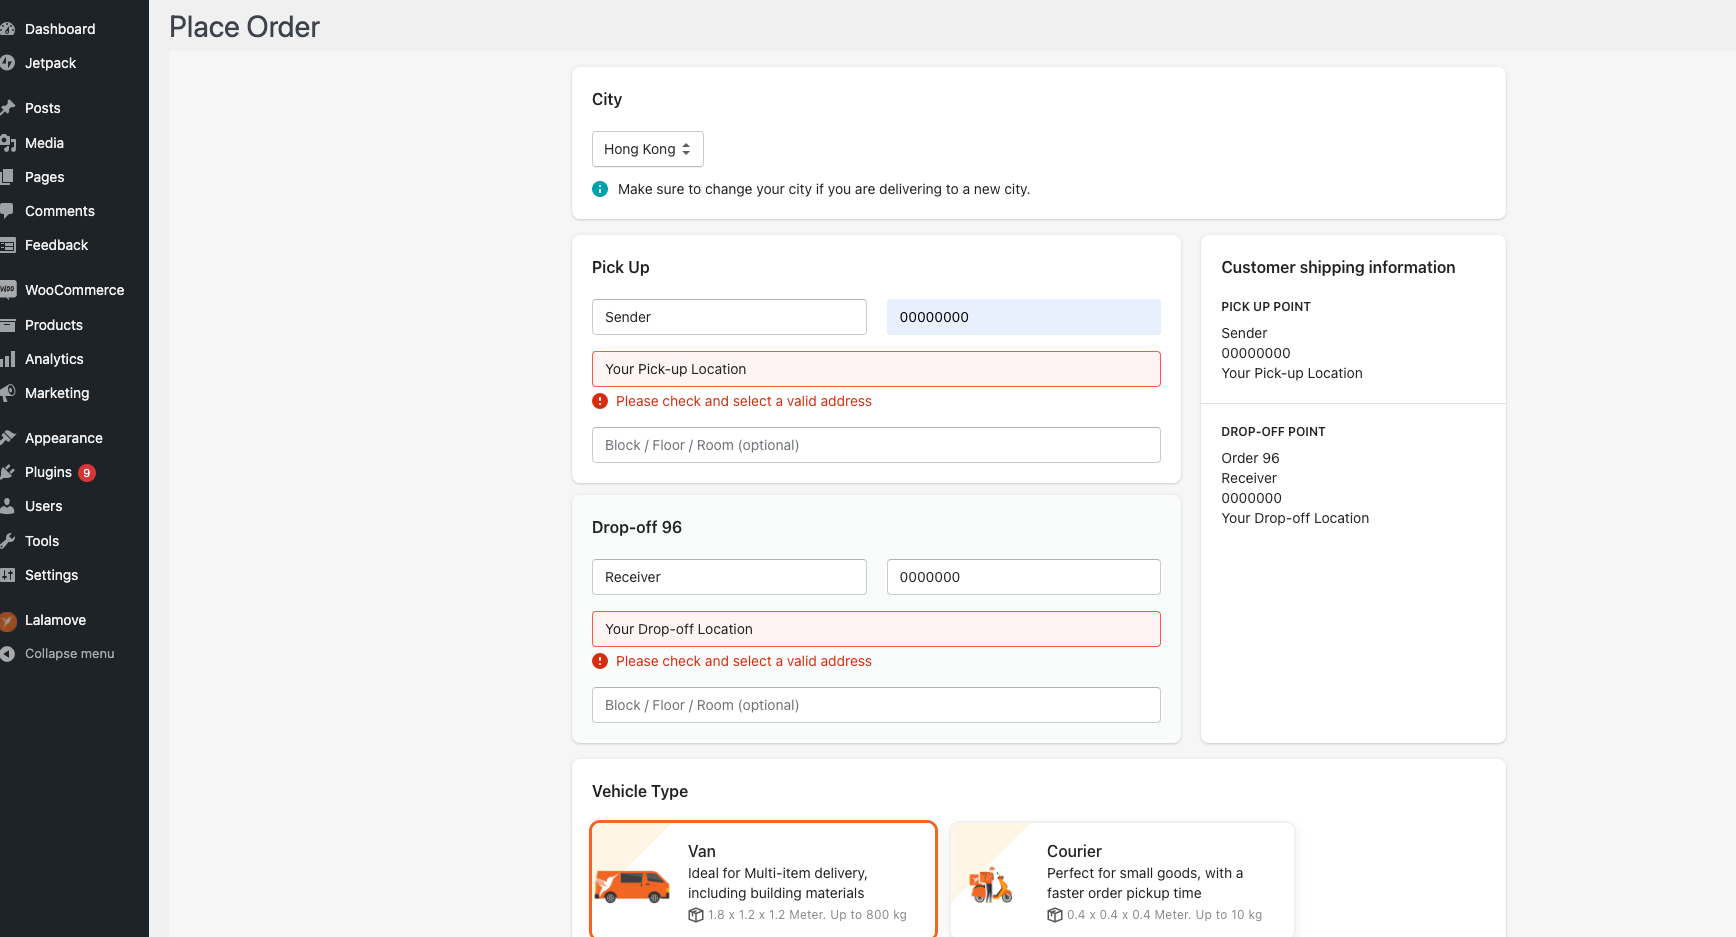 Place Order
Dashboard
Jetpack
Posts
Media
Pages
Comments
Feedback
WOO
WooCommerce
Products
Analytics
Marketing
Appearance
Plugins 9
Users
Tools
Settings
Lalamove
Collapse menu
City
Hong Kong
Make sure to change your city if you are delivering to a new city.
Pick Up
Sender
00000000
Your Pick-up Location
Please check and select a valid address
Block / Floor / Room (optional)
Drop-off 96
Receiver
0000000
Your Drop-off Location
Please check and select a valid address
Block / Floor / Room (optional)
Customer shipping information
PICK UP POINT
Sender
00000000
Your Pick-up Location
DROP-OFF POINT
Order 96
Receiver
0000000
Your Drop-off Location
Vehicle Type
Van
Ideal for Multi-item delivery,
including building materials
1.8 x 1.2 x 1.2 Meter. Up to 800 kg
Courier
Perfect for small goods, with a
faster order pickup time
0.4 x 0.4 x 0.4 Meter. Up to 10 kg